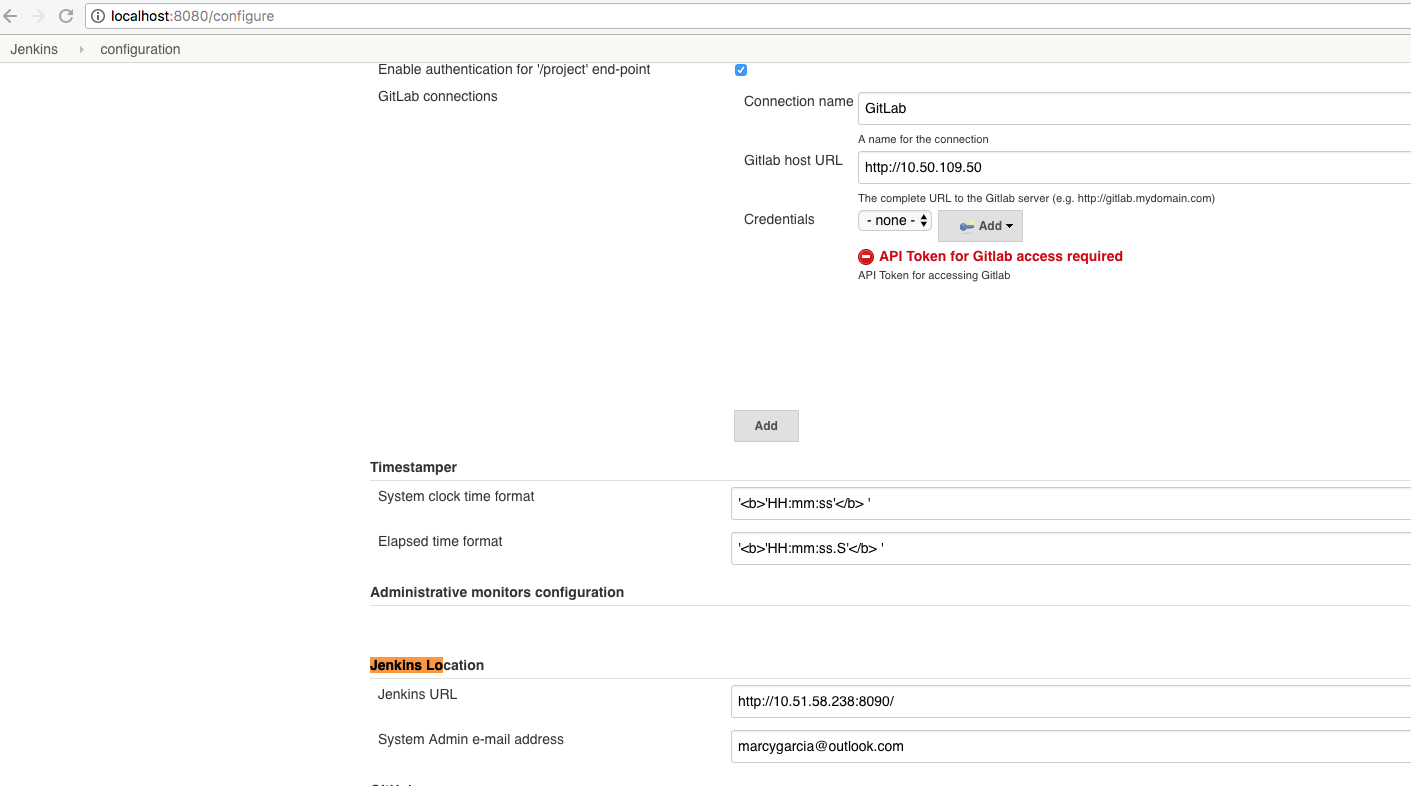 localhost:8080/configure
Jenkins configuration
Enable authentication for '/project' end-point
GitLab connections
Connection name GitLab
A name for the connection
Gitlab host URL http://10.50.109.50
The complete URL to the Gitlab server (e.g. http://gitlab.mydomain.com)
Credentials - none - Add
API Token for Gitlab access required
API Token for accessing Gitlab
Add
Timestamper
System clock time format '<b>'HH:mm:ss'</b> '
Elapsed time format '<b>'HH:mm:ss.S'</b> '
Administrative monitors configuration
Jenkins Location
Jenkins URL http://10.51.58.238:8090/
System Admin e-mail address marcygarcia@outlook.com